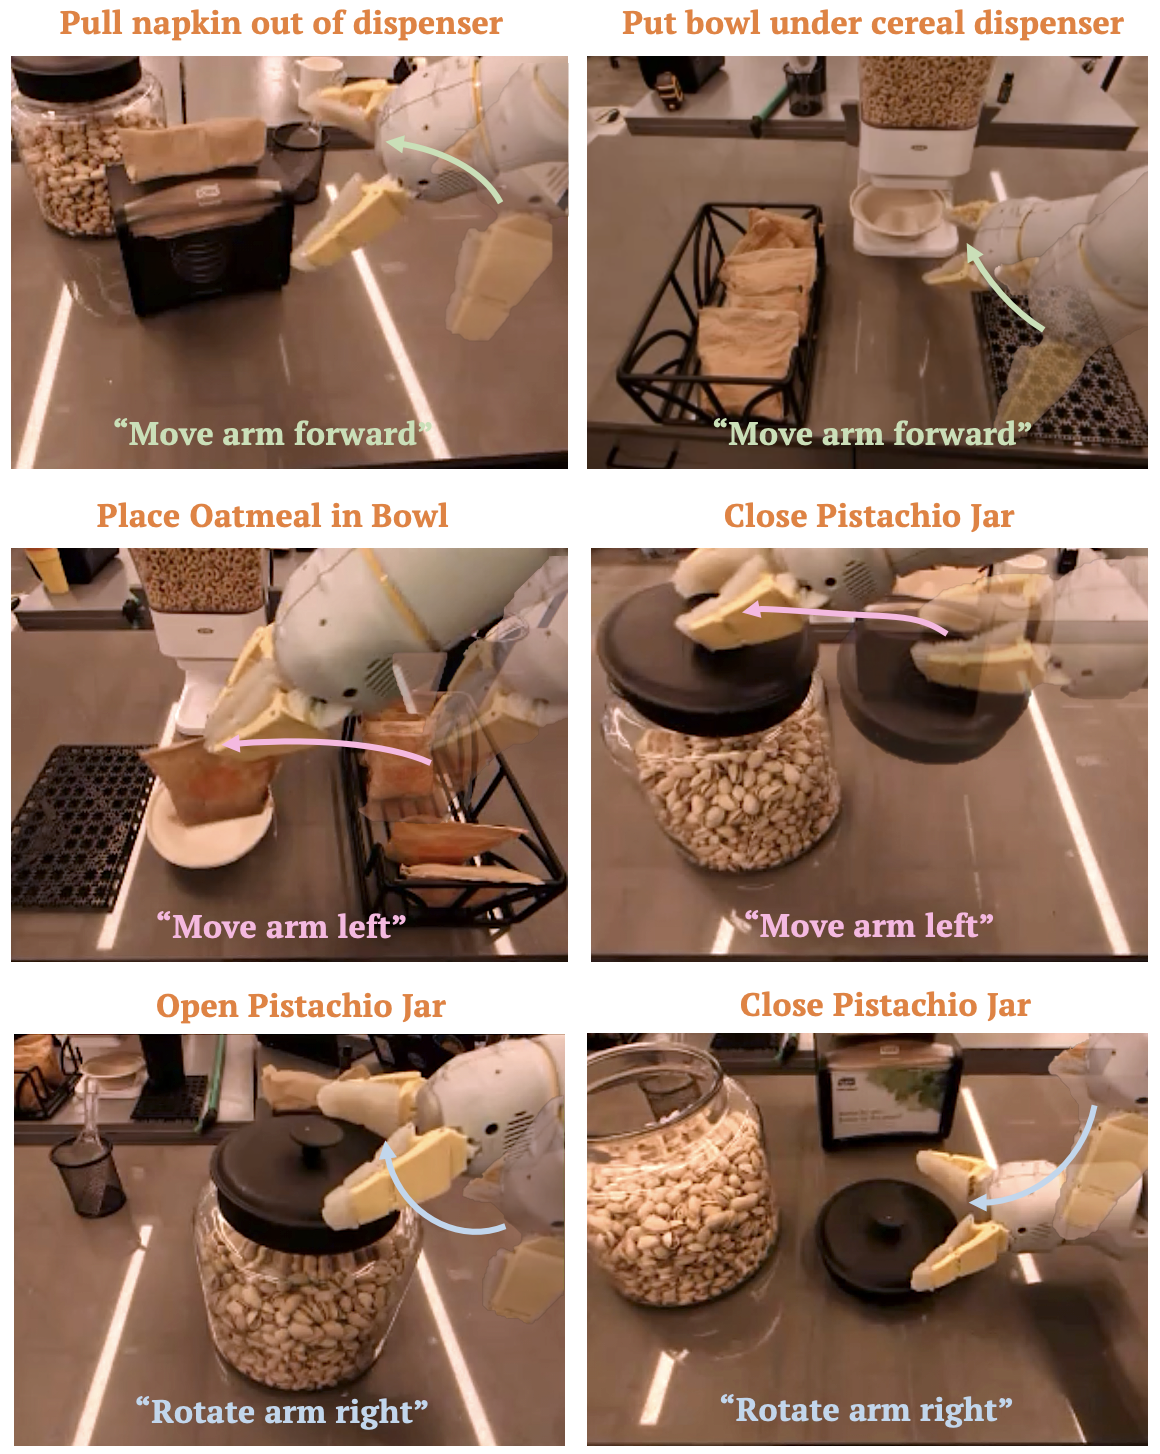 Pull napkin out of dispenser
Put bowl under cereal dispenser
“Move arm forward”
“Move arm forward”
Place Oatmeal in Bowl
Close Pistachio Jar
“Move arm left”
“Move arm left”
Open Pistachio Jar
Close Pistachio Jar
“Rotate arm right”
“Rotate arm right”